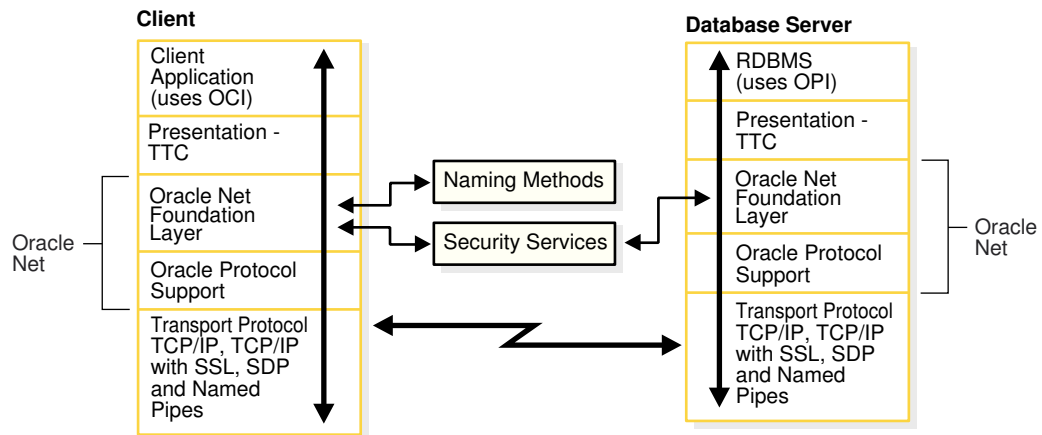 Client
Client
Application
(uses OCI)
Presentation -
TTC
Oracle Net
Foundation
Layer
Oracle Protocol
Support
Transport Protocol
TCP/IP, TCP/IP
with SSL, SDP
and Named
Pipes
Oracle
Net
Naming Methods
Security Services
Database Server
RDBMS
(uses OPI)
Presentation -
TTC
Oracle Net
Foundation
Layer
Oracle Protocol
Support
Transport Protocol
TCP/IP, TCP/IP
with SSL, SDP
and Named
Pipes
Oracle
Net